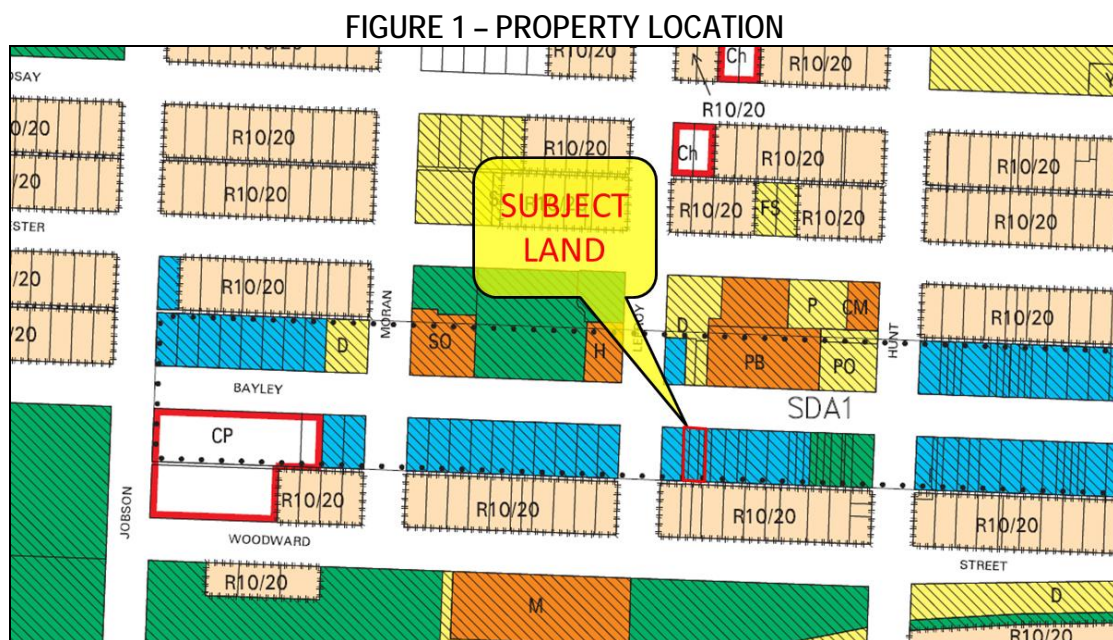 FIGURE 1 – PROPERTY LOCATION
R10/20
Ch
R10/20
R10/20
R10/20
R10/20
R10/20
R10/20
Ch
R10/20
R10/20
R10/20
R10/20
FS
R10/20
R10/20
SUBJECT
LAND
R10/20
MORAN
P
CM
R10/20
D
SO
H
D
PB
PO
HUNT
BAYLEY
SDA1
CP
R10/20
R10/20
R10/20
R10/20
JOBSON
WOODWARD
STREET
R10/20
M
D
R10/20